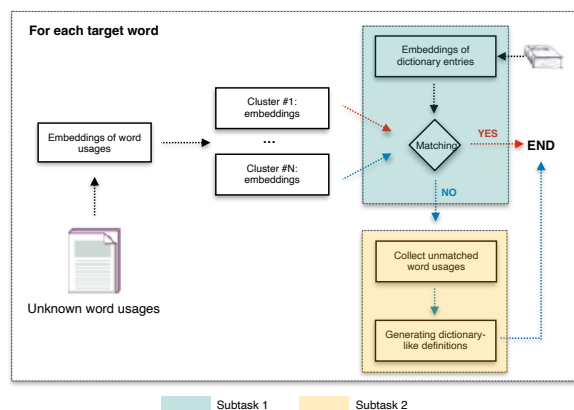 For each target word
Embeddings of
dictionary entries
Cluster #1:
embeddings
...
Cluster #N:
embeddings
Embeddings of word
usages
Matching
YES
END
NO
Collect unmatched
word usages
Generating dictionary-
like definitions
Unknown word usages
Subtask 1
Subtask 2